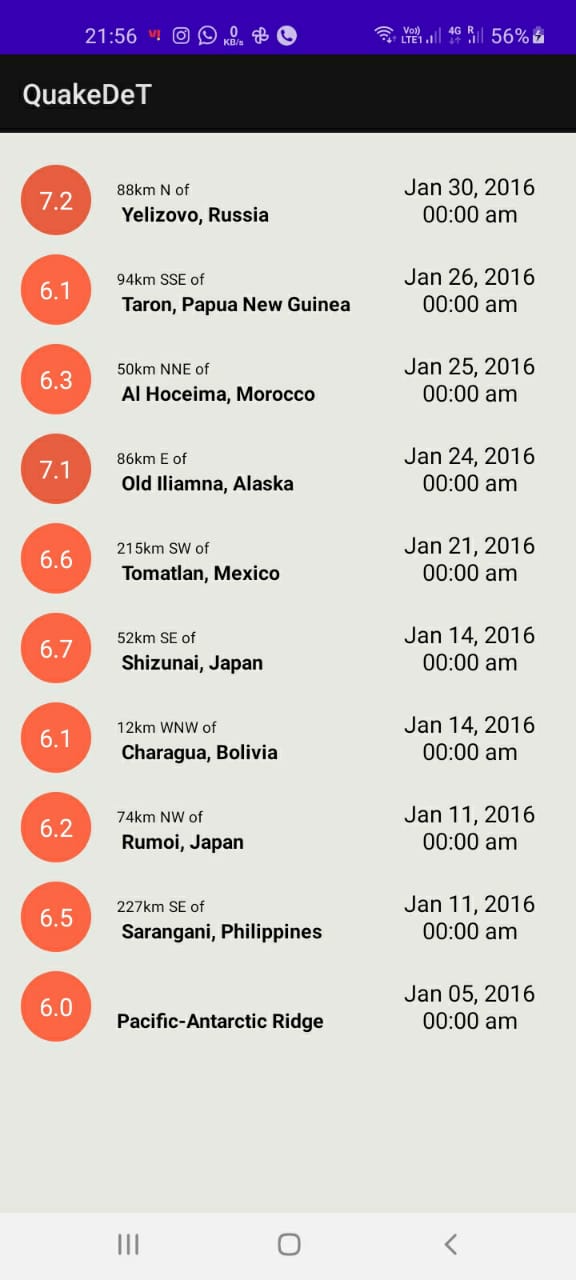 21:56 0 KB/s Vo)) LTE1 4G R 56%
QuakeDeT
7.2
88km N of
Yelizovo, Russia
Jan 30, 2016
00:00 am
6.1
94km SSE of
Taron, Papua New Guinea
Jan 26, 2016
00:00 am
6.3
50km NNE of
Al Hoceima, Morocco
Jan 25, 2016
00:00 am
7.1
86km E of
Old Iliamna, Alaska
Jan 24, 2016
00:00 am
6.6
215km SW of
Tomatlan, Mexico
Jan 21, 2016
00:00 am
6.7
52km SE of
Shizunai, Japan
Jan 14, 2016
00:00 am
6.1
12km WNW of
Charagua, Bolivia
Jan 14, 2016
00:00 am
6.2
74km NW of
Rumoi, Japan
Jan 11, 2016
00:00 am
6.5
227km SE of
Sarangani, Philippines
Jan 11, 2016
00:00 am
6.0
Pacific-Antarctic Ridge
Jan 05, 2016
00:00 am